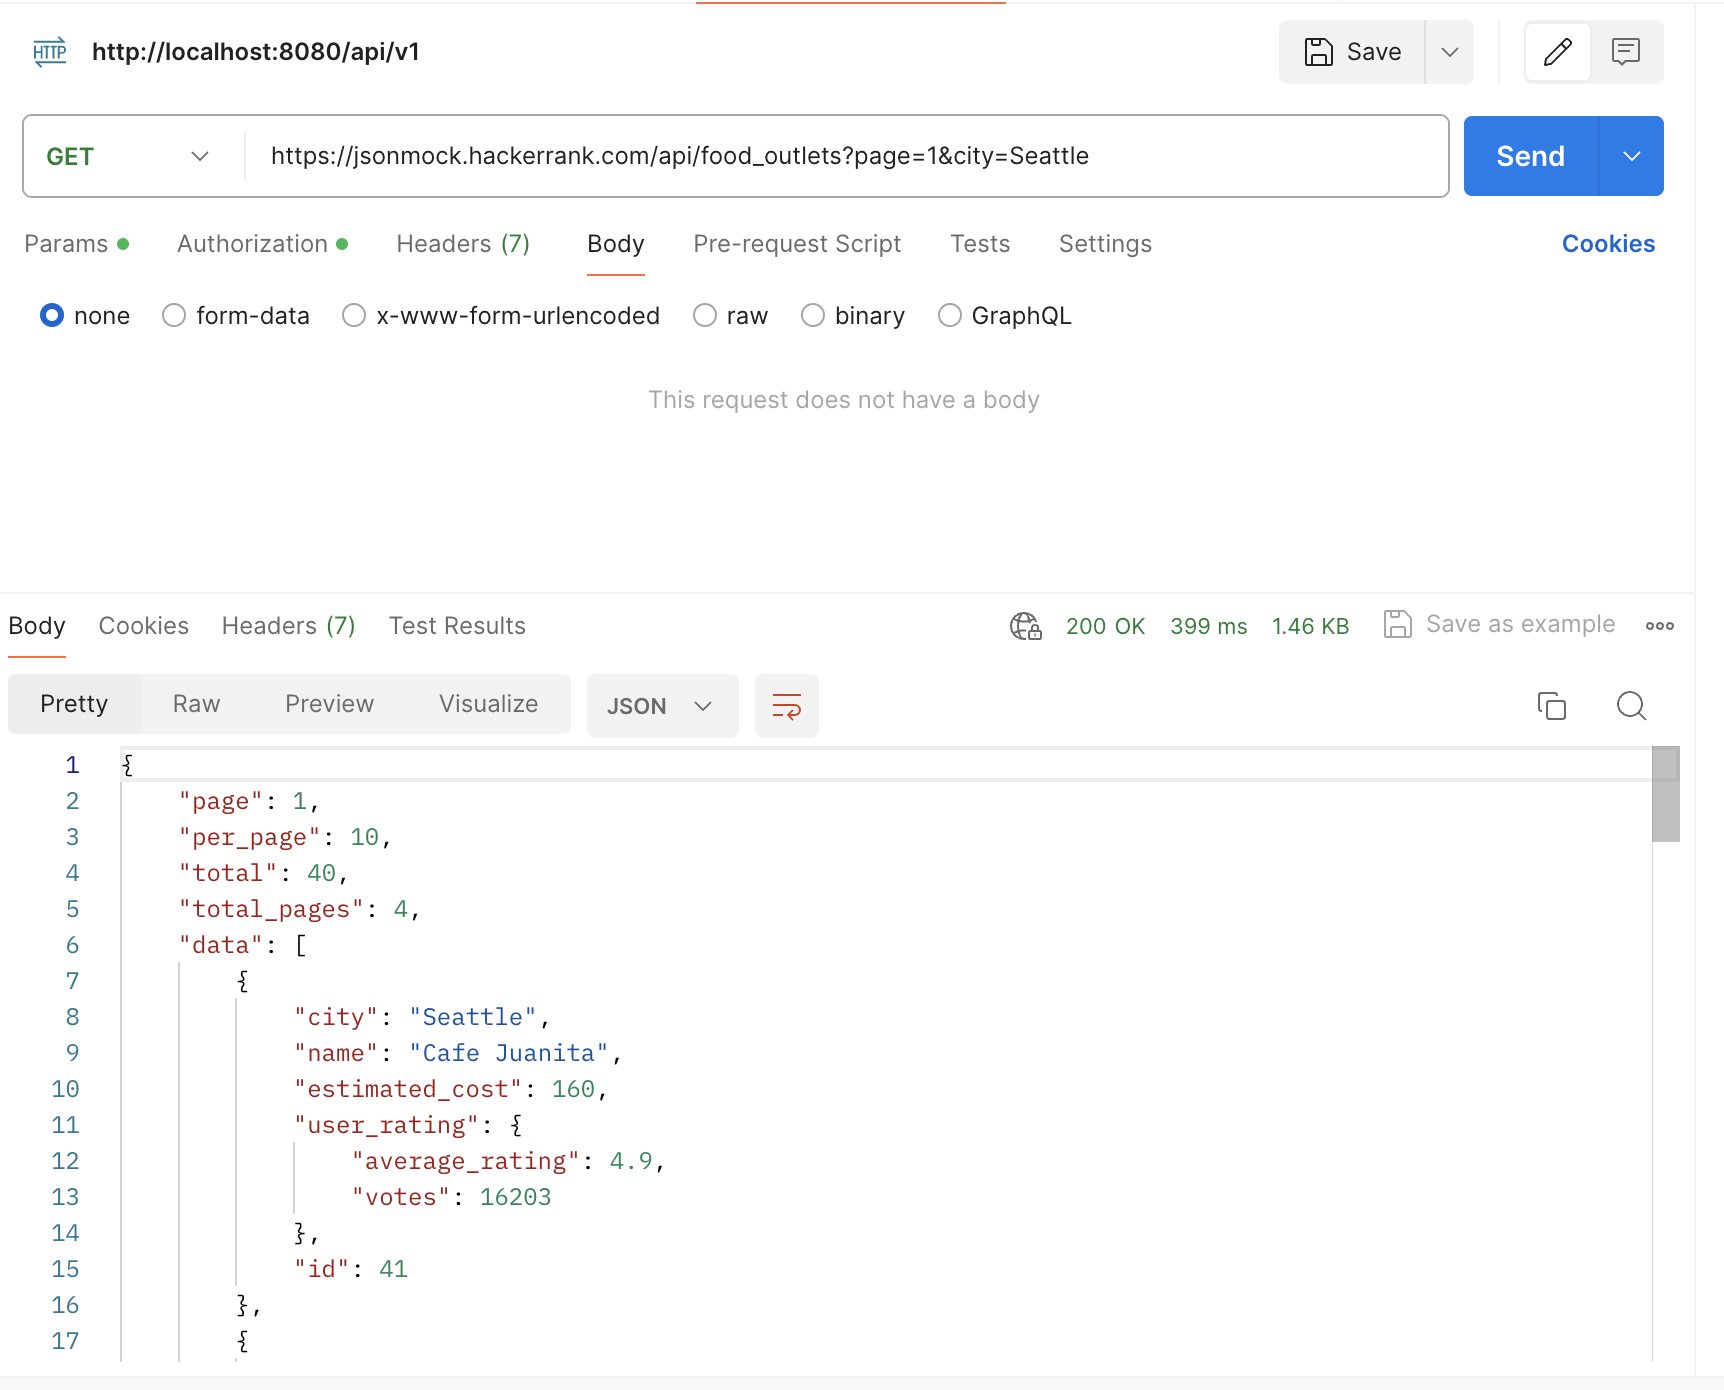 HTTP http://localhost:8080/api/v1 Save
GET https://jsonmock.hackerrank.com/api/food_outlets?page=1&city=Seattle Send
Params Authorization Headers (7) Body Pre-request Script Tests Settings Cookies
none form-data x-www-form-urlencoded raw binary GraphQL
This request does not have a body
Body Cookies Headers (7) Test Results 200 OK 399 ms 1.46 KB Save as example
Pretty Raw Preview Visualize JSON
1 {
2 "page": 1,
3 "per_page": 10,
4 "total": 40,
5 "total_pages": 4,
6 "data": [
7 {
8 "city": "Seattle",
9 "name": "Cafe Juanita",
10 "estimated_cost": 160,
11 "user_rating": {
12 "average_rating": 4.9,
13 "votes": 16203
14 },
15 "id": 41
16 },
17 {